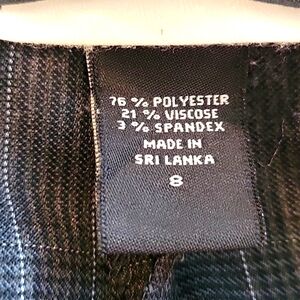 76 % POLYESTER
21 % VISCOSE
3 % SPANDEX
MADE IN
SRI LANKA
8